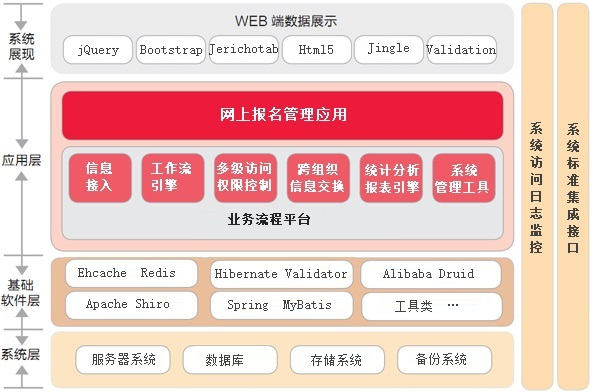 系统
展现
WEB 端数据展示
jQuery
Bootstrap
Jerichotab
Html5
Jingle
Validation
应用层
网上报名管理应用
信息
接入
工作流
引擎
多级访问
权限控制
跨组织
信息交换
统计分析
报表引擎
系统
管理工具
业务流程平台
基础
软件层
Ehcache Redis
Hibernate Validator
Alibaba Druid
Apache Shiro
Spring MyBatis
工具类 …
系统层
服务器系统
数据库
存储系统
备份系统
系统访问日志监控
系统标准集成接口